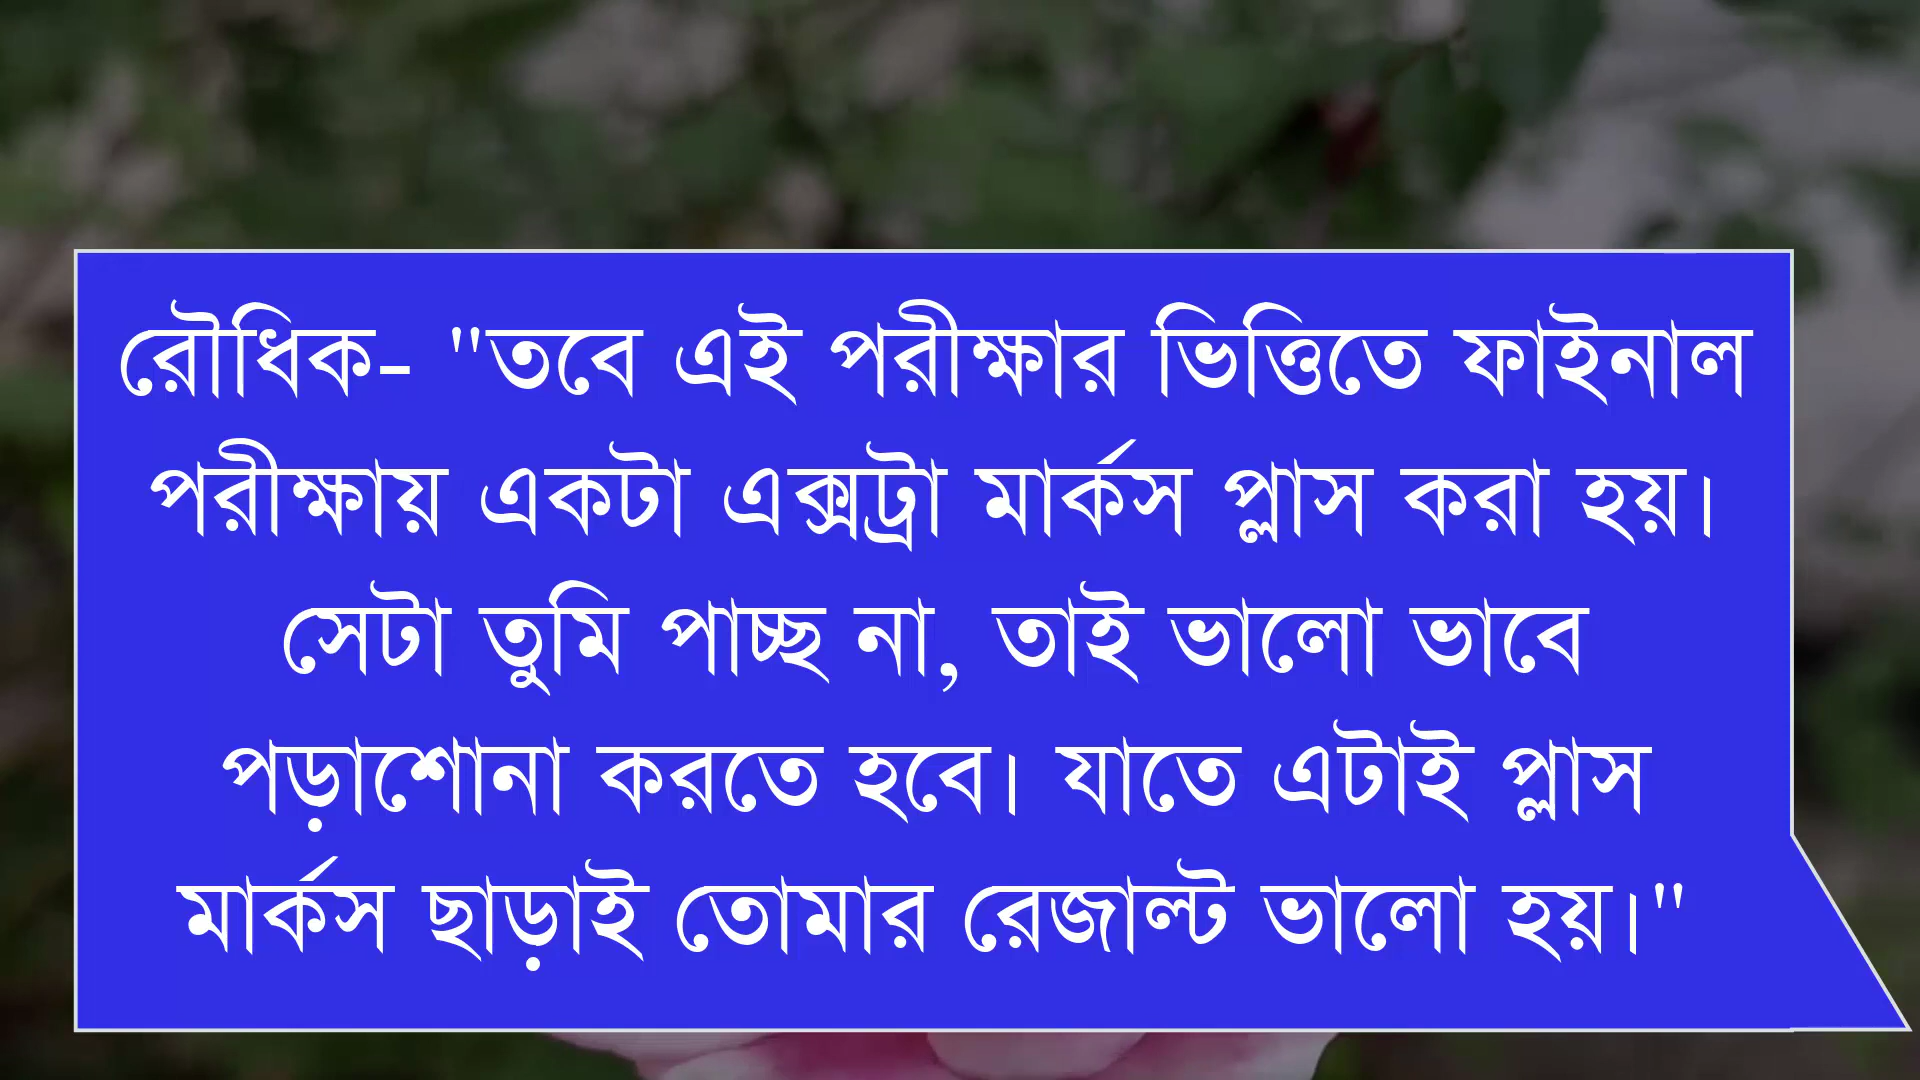 রৌধিক- "তবে এই পরীক্ষার ভিত্তিতে ফাইনাল
পরীক্ষায় একটা এক্সট্রা মার্কস প্লাস করা হয়।
সেটা তুমি পাচ্ছ না, তাই ভালো ভাবে
পড়াশোনা করতে হবে। যাতে এটাই প্লাস
মার্কস ছাড়াই তোমার রেজাল্ট ভালো হয়।"